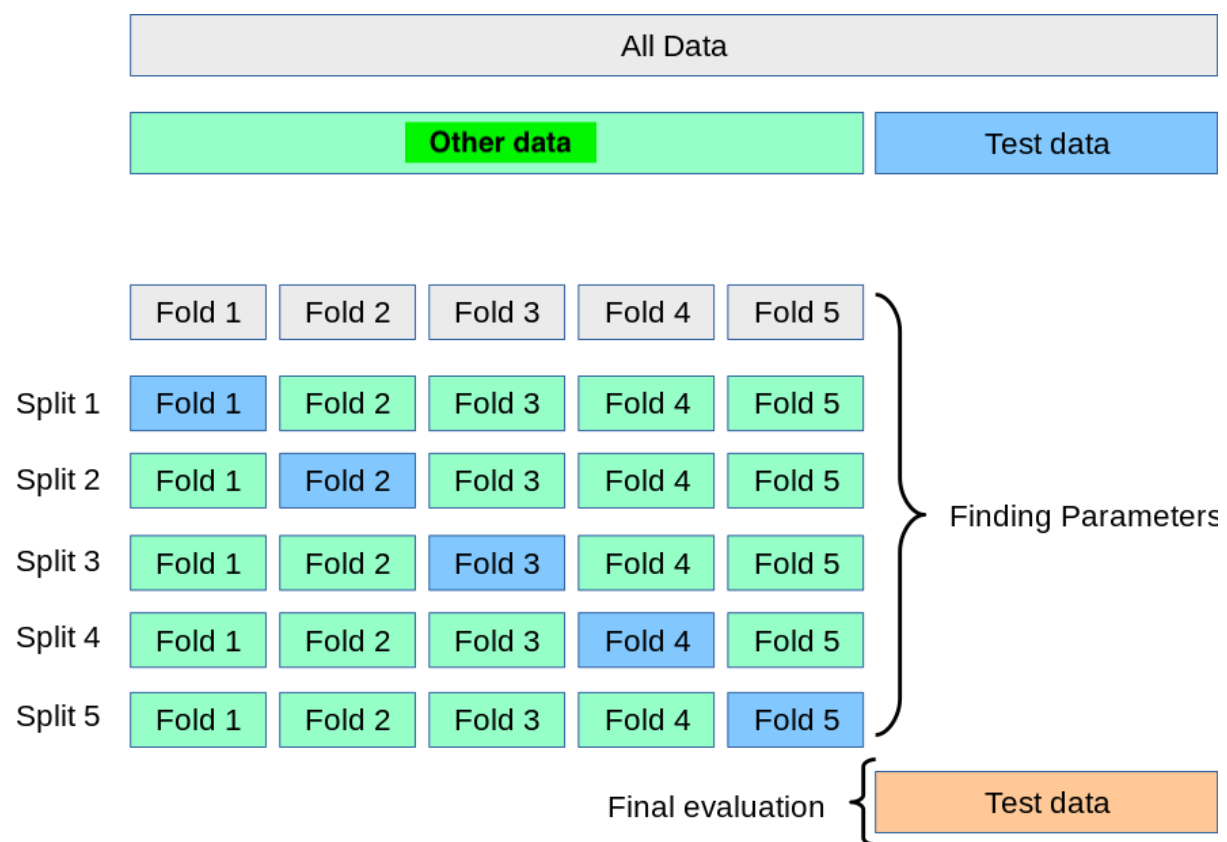 All Data
Other data Test data
Fold 1 Fold 2 Fold 3 Fold 4 Fold 5
Split 1 Fold 1 Fold 2 Fold 3 Fold 4 Fold 5
Split 2 Fold 1 Fold 2 Fold 3 Fold 4 Fold 5
Finding Parameters
Split 3 Fold 1 Fold 2 Fold 3 Fold 4 Fold 5
Split 4 Fold 1 Fold 2 Fold 3 Fold 4 Fold 5
Split 5 Fold 1 Fold 2 Fold 3 Fold 4 Fold 5
Final evaluation Test data